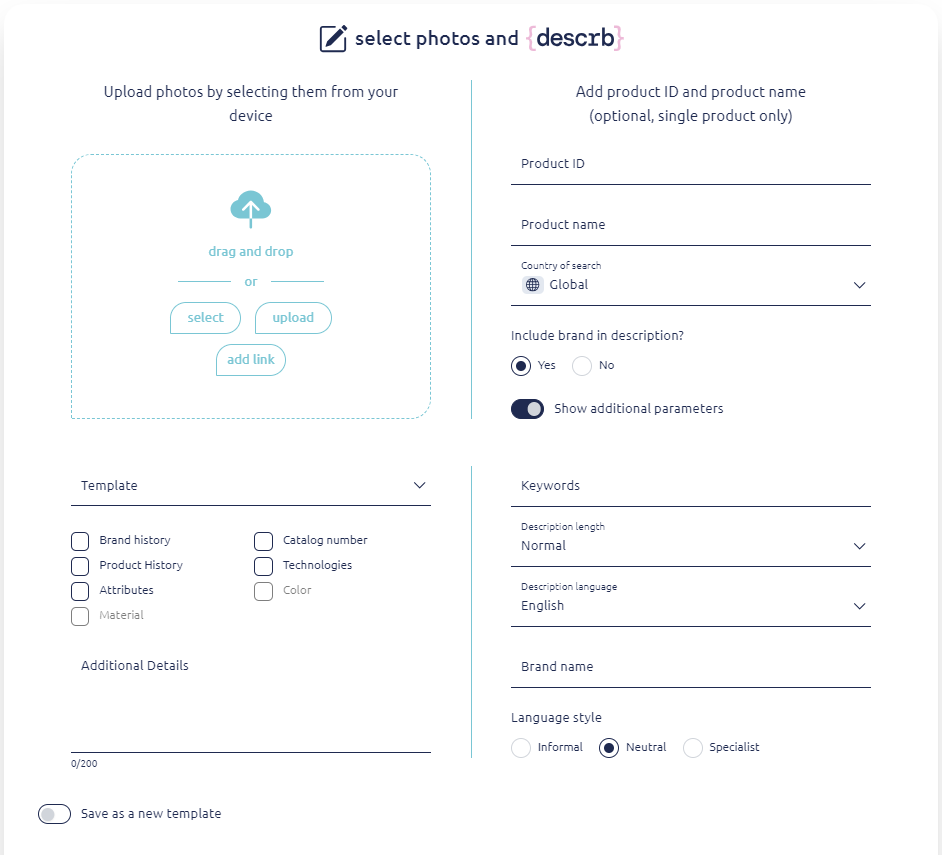 select photos and {descrb}
Upload photos by selecting them from your
device
drag and drop
or
select
upload
add link
Add product ID and product name
(optional, single product only)
Product ID
Product name
Country of search
Global
Include brand in description?
Yes
No
Show additional parameters
Template
Brand history
Catalog number
Product History
Technologies
Attributes
Color
Material
Additional Details
0/200
Save as a new template
Keywords
Description length
Normal
Description language
English
Brand name
Language style
Informal
Neutral
Specialist